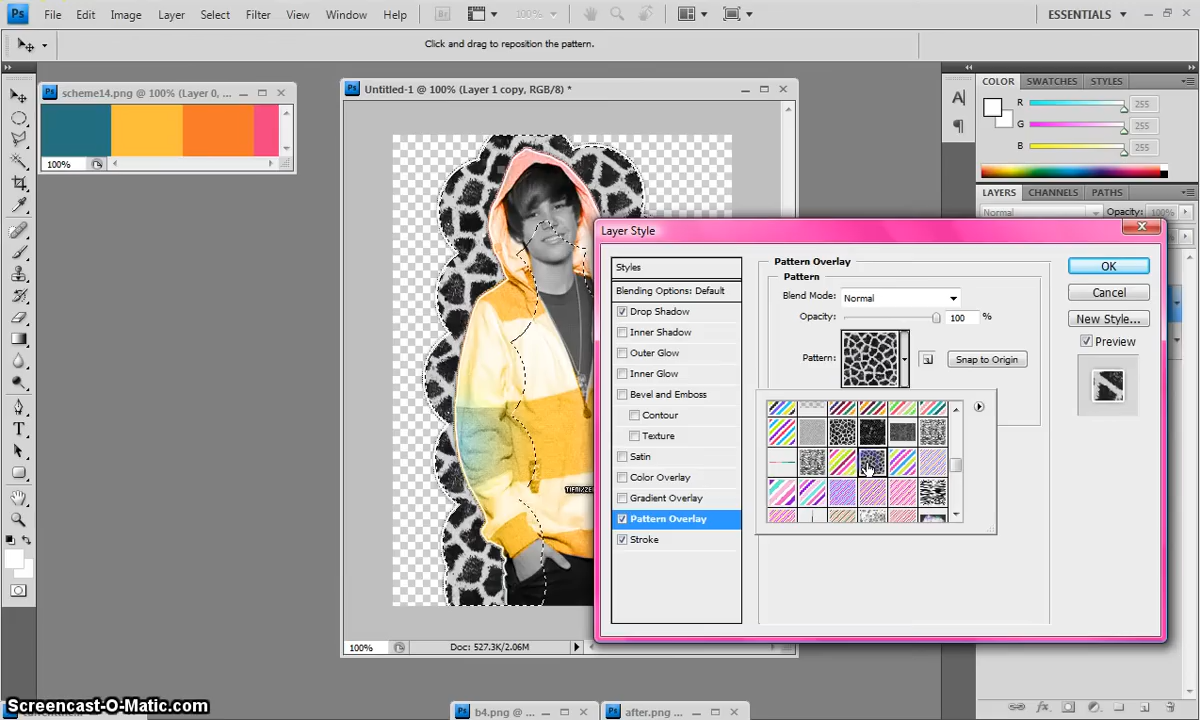 Ps File Edit Image Layer Select Filter View Window Help Br 100% ESSENTIALS
Click and drag to reposition the pattern.
scheme14.png @ 100% (Layer 0, ...
100%
Untitled-1 @ 100% (Layer 1 copy, RGB/8) *
COLOR SWATCHES STYLES
R 255
G 255
B 255
LAYERS CHANNELS PATHS
Normal Opacity: 100%
Layer Style
Styles
Blending Options: Default
Drop Shadow
Inner Shadow
Outer Glow
Inner Glow
Bevel and Emboss
Contour
Texture
Satin
Color Overlay
Gradient Overlay
Pattern Overlay
Stroke
Pattern Overlay
Pattern
Blend Mode: Normal
Opacity: 100 %
Pattern: Snap to Origin
OK
Cancel
New Style...
Preview
100% Doc: 527.3K/2.06M
b4.png @ ...
after.png ...
Screencast-O-Matic.com